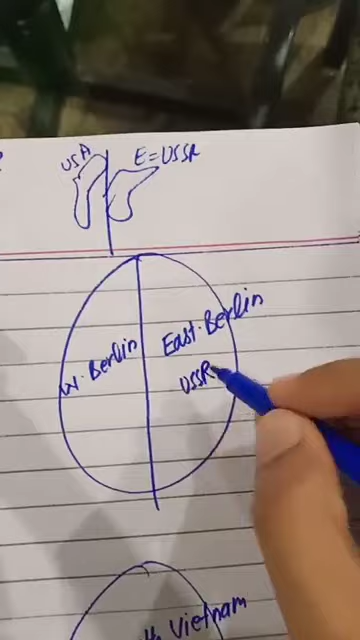 USA
E=USSR
W. Berlin
East. Berlin
USSR
Vietnam